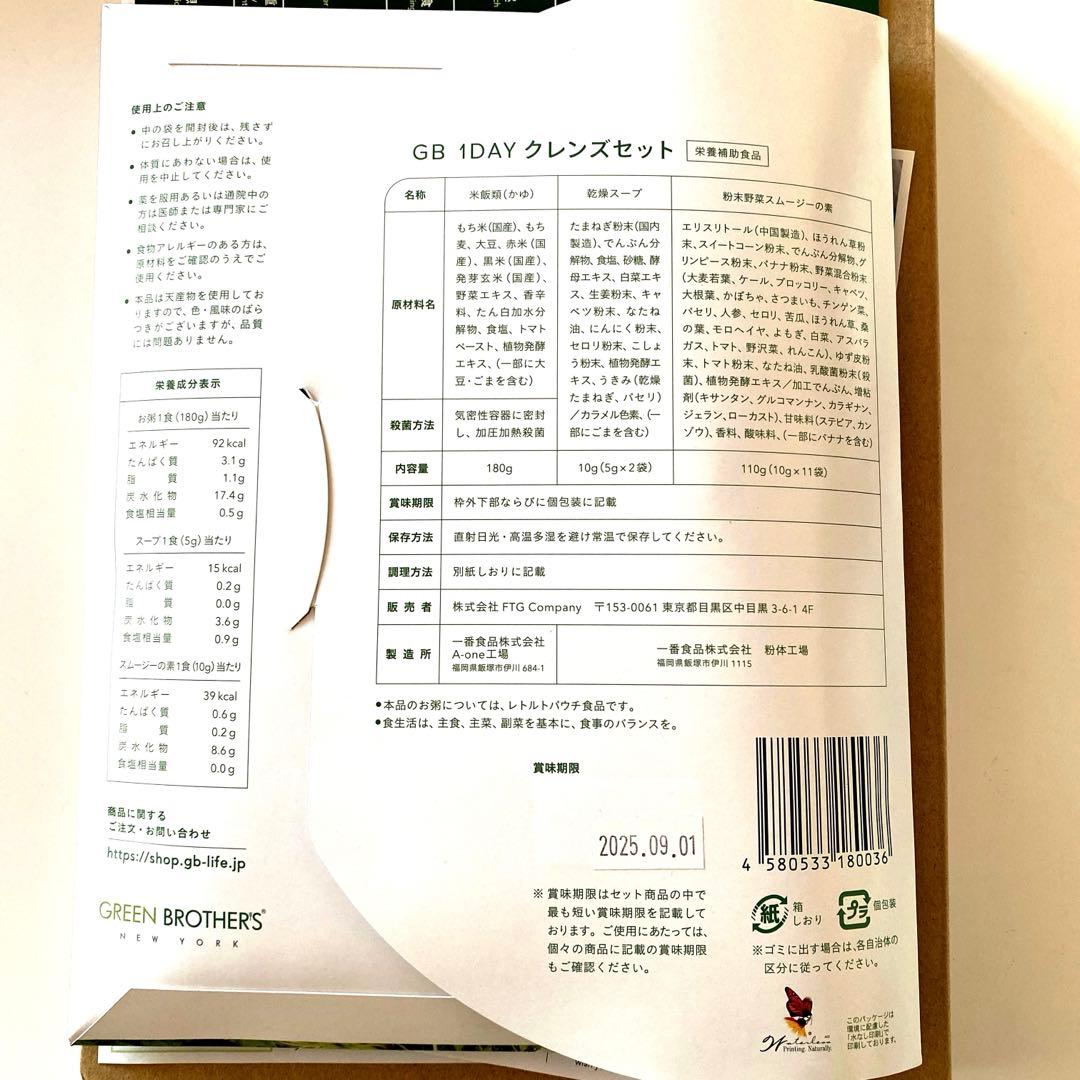 使用上のご注意
● 中の袋を開封後は、残さず
にお召し上がりください。
● 体質にあわない場合は、使
用を中止してください。
● 薬を服用あるいは通院中の
方は医師または専門家にご
相談ください。
● 食物アレルギーのある方は、
原材料をご確認のうえでご
使用ください。
● 本品は天産物を使用してお
りますので、色・風味のばら
つきがございますが、品質
には問題ありません。
栄養成分表示
お粥1食(180g)当たり
エネルギー 92kcal
たんぱく質 3.1g
脂質 1.1g
炭水化物 17.4g
食塩相当量 0.5g
スープ1食(5g)当たり
エネルギー 15kcal
たんぱく質 0.2g
脂質 0.0g
炭水化物 3.6g
食塩相当量 0.9g
スムージーの素1食(10g)当たり
エネルギー 39kcal
たんぱく質 0.6g
脂質 0.2g
炭水化物 8.6g
食塩相当量 0.0g
商品に関する
ご注文・お問い合わせ
https://shop.gb-life.jp
GREEN BROTHER'S®
NEW YORK
GB 1DAY クレンズセット 栄養補助食品
名称 米飯類(かゆ) 乾燥スープ 粉末野菜スムージーの素
原材料名
もち米(国産)、もち
麦、大豆、赤米(国
産)、黒米(国産)、
発芽玄米(国産)、
野菜エキス、香辛
料、たん白加水分
解物、食塩、トマト
ペースト、植物発酵
エキス、(一部に大
豆・ごまを含む)
たまねぎ粉末(国内
製造)、でんぷん分
解物、食塩、砂糖、酵
母エキス、白菜エキ
ス、生姜粉末、キャ
ベツ粉末、なたね
油、にんにく粉末、
セロリ粉末、こしょ
う粉末、植物発酵エ
キス、うきみ(乾燥
たまねぎ、パセリ)
/カラメル色素、(一
部にごまを含む)
エリスリトール(中国製造)、ほうれん草粉
末、スイートコーン粉末、でんぷん分解物、グ
リンピース粉末、バナナ粉末、野菜混合粉末
(大麦若葉、ケール、ブロッコリー、キャベツ、
大根葉、かぼちゃ、さつまいも、チンゲン菜、
パセリ、人参、セロリ、苦瓜、ほうれん草、桑
の葉、モロヘイヤ、よもぎ、白菜、アスパラ
ガス、トマト、野沢菜、れんこん)、ゆず皮粉
末、トマト粉末、なたね油、乳酸菌粉末(殺
菌)、植物発酵エキス/加工でんぷん、増粘
剤(キサンタン、グルコマンナン、カラギナン、
ジェラン、ローカスト)、甘味料(ステビア、カン
ゾウ)、香料、酸味料、(一部にバナナを含む)
殺菌方法
気密性容器に密封
し、加圧加熱殺菌
内容量 180g 10g(5g×2袋) 110g(10g×11袋)
賞味期限 枠外下部ならびに個包装に記載
保存方法 直射日光・高温多湿を避け常温で保存してください。
調理方法 別紙しおりに記載
販売者 株式会社 FTG Company 〒153-0061 東京都目黒区中目黒 3-6-1 4F
製造所
一番食品株式会社
A-one工場
福岡県飯塚市伊川 684-1
一番食品株式会社 粉体工場
福岡県飯塚市伊川 1115
●本品のお粥については、レトルトパウチ食品です。
●食生活は、主食、主菜、副菜を基本に、食事のバランスを。
賞味期限
2025.09.01
※ 賞味期限はセット商品の中で
最も短い賞味期限を記載して
おります。ご使用にあたっては、
個々の商品に記載の賞味期限
もご確認ください。
4 580533 180036
紙 箱
しおり
プラ 個包装
※ゴミに出す場合は、各自治体の
区分に従ってください。
Waterless
Printing. Naturally.
このパッケージは
環境に配慮した
「水なし印刷」で
印刷しております。